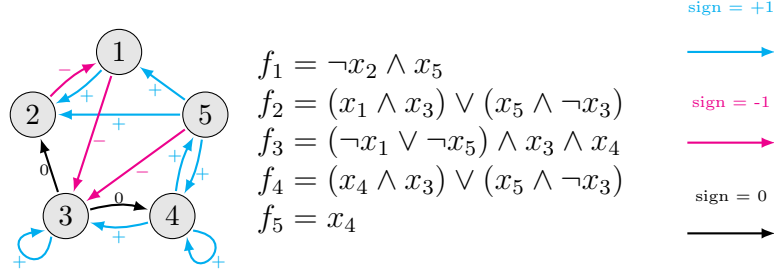 sign = +1
1
−
+
+
f₁ = ¬x₂ ∧ x₅
2
5
f₂ = (x₁ ∧ x₃) ∨ (x₅ ∧ ¬x₃)
sign = -1
+
−
f₃ = (¬x₁ ∨ ¬x₅) ∧ x₃ ∧ x₄
0
−
+
+
f₄ = (x₄ ∧ x₃) ∨ (x₅ ∧ ¬x₃)
sign = 0
0
3
4
f₅ = x₄
+
+
+